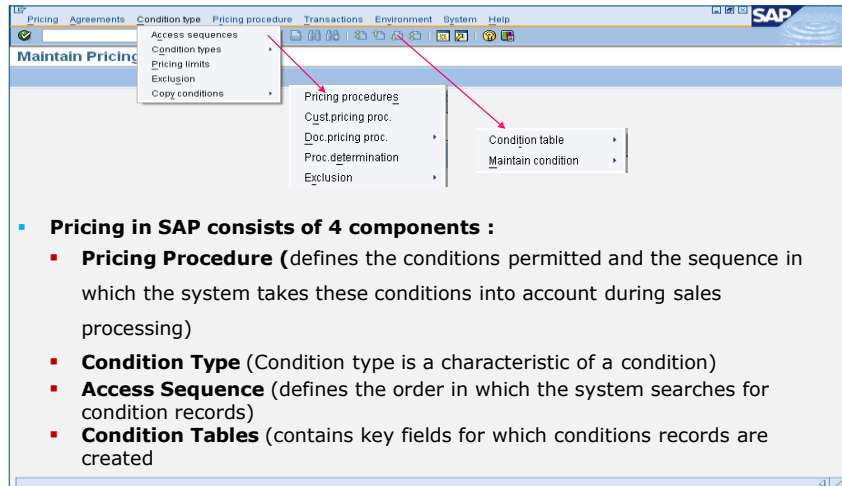 Pricing Agreements Condition type Pricing procedure Transactions Environment System Help
SAP
Access sequences
Maintain Pricing
Condition types
Pricing limits
Exclusion
Copy conditions
Pricing procedures
Cust.pricing proc.
Doc.pricing proc.
Proc.determination
Exclusion
Condition table
Maintain condition
Pricing in SAP consists of 4 components :
Pricing Procedure (defines the conditions permitted and the sequence in
which the system takes these conditions into account during sales
processing)
Condition Type (Condition type is a characteristic of a condition)
Access Sequence (defines the order in which the system searches for
condition records)
Condition Tables (contains key fields for which conditions records are
created